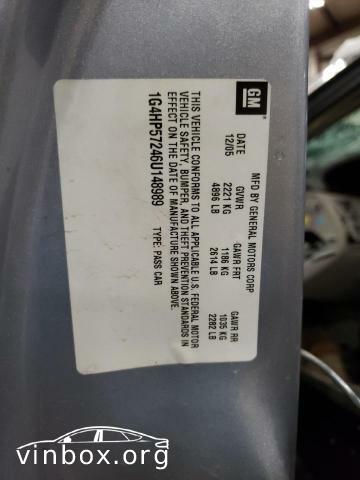 GM
MFD BY GENERAL MOTORS CORP
DATE GVWR GAWR FRT GAWR RR
12/05 2221 KG 1186 KG 1035 KG
4896 LB 2614 LB 2282 LB
THIS VEHICLE CONFORMS TO ALL APPLICABLE U.S. FEDERAL MOTOR
VEHICLE SAFETY, BUMPER, AND THEFT PREVENTION STANDARDS IN
EFFECT ON THE DATE OF MANUFACTURE SHOWN ABOVE.
1G4HP57246U148989 TYPE: PASS CAR
vinbox.org